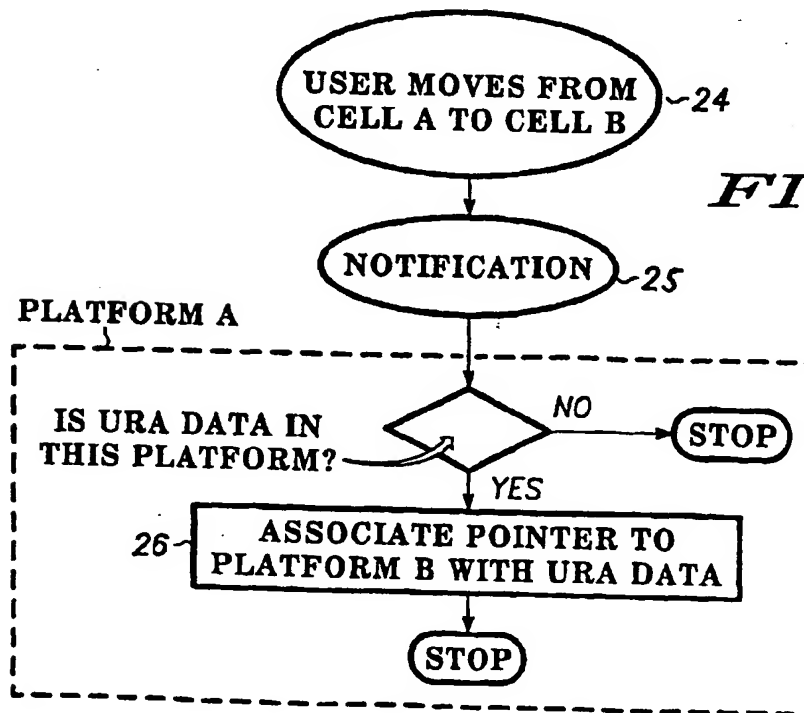 USER MOVES FROM
CELL A TO CELL B
24
FI
NOTIFICATION
25
PLATFORM A
IS URA DATA IN
THIS PLATFORM?
NO
STOP
YES
26
ASSOCIATE POINTER TO
PLATFORM B WITH URA DATA
STOP